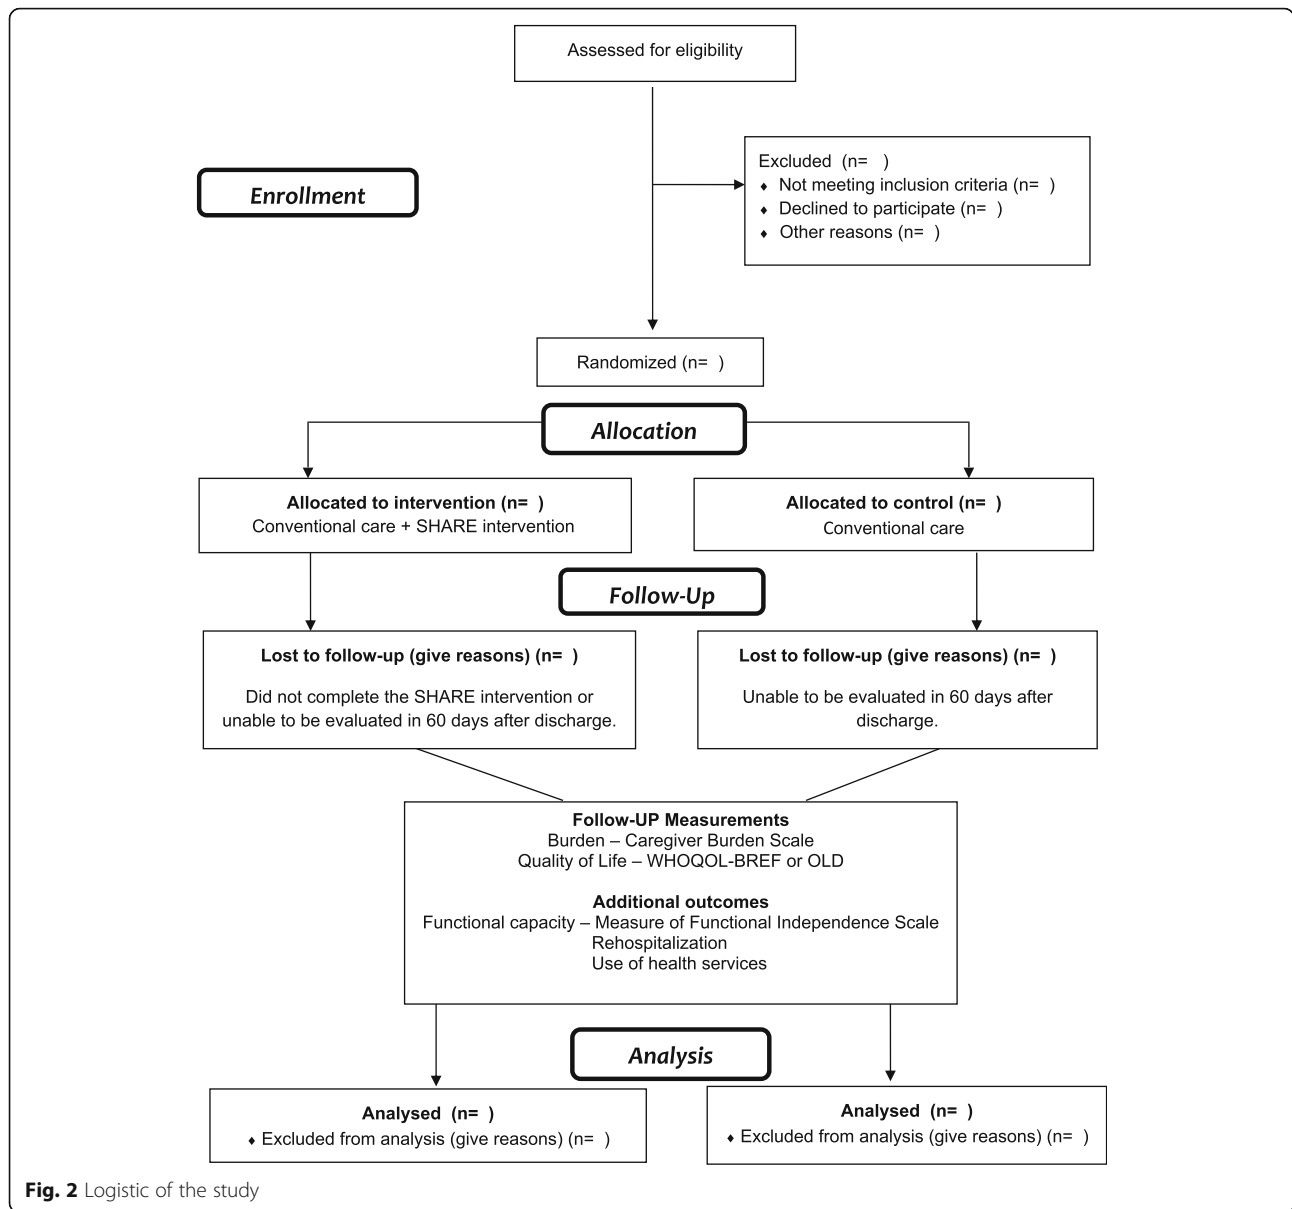 Assessed for eligibility
Excluded (n= )
♦ Not meeting inclusion criteria (n= )
♦ Declined to participate (n= )
♦ Other reasons (n= )
Enrollment
Randomized (n= )
Allocation
Allocated to intervention (n= )
Conventional care + SHARE intervention
Allocated to control (n= )
Conventional care
Follow-Up
Lost to follow-up (give reasons) (n= )
Did not complete the SHARE intervention or
unable to be evaluated in 60 days after discharge.
Lost to follow-up (give reasons) (n= )
Unable to be evaluated in 60 days after
discharge.
Follow-UP Measurements
Burden – Caregiver Burden Scale
Quality of Life – WHOQOL-BREF or OLD
Additional outcomes
Functional capacity – Measure of Functional Independence Scale
Rehospitalization
Use of health services
Analysis
Analysed (n= )
♦ Excluded from analysis (give reasons) (n= )
Analysed (n= )
♦ Excluded from analysis (give reasons) (n= )
Fig. 2 Logistic of the study